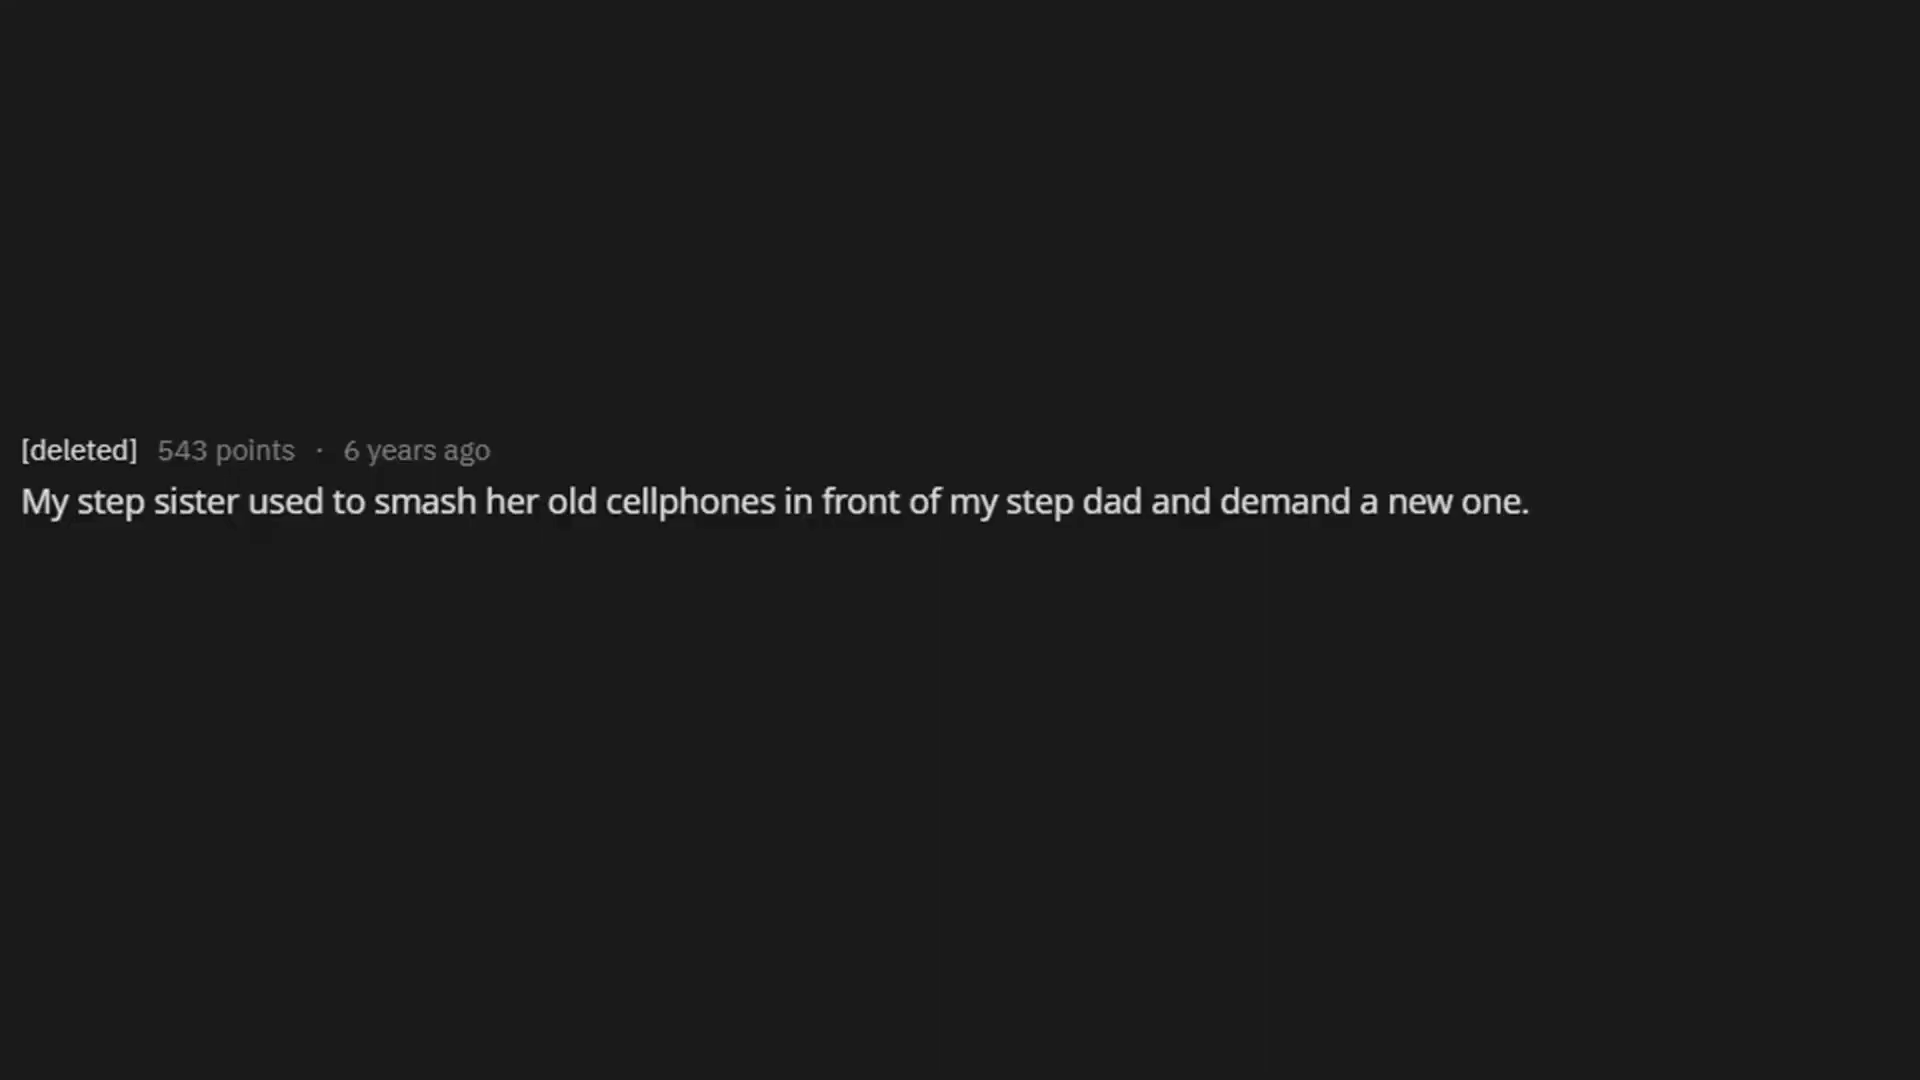 [deleted] 543 points · 6 years ago
My step sister used to smash her old cellphones in front of my step dad and demand a new one.